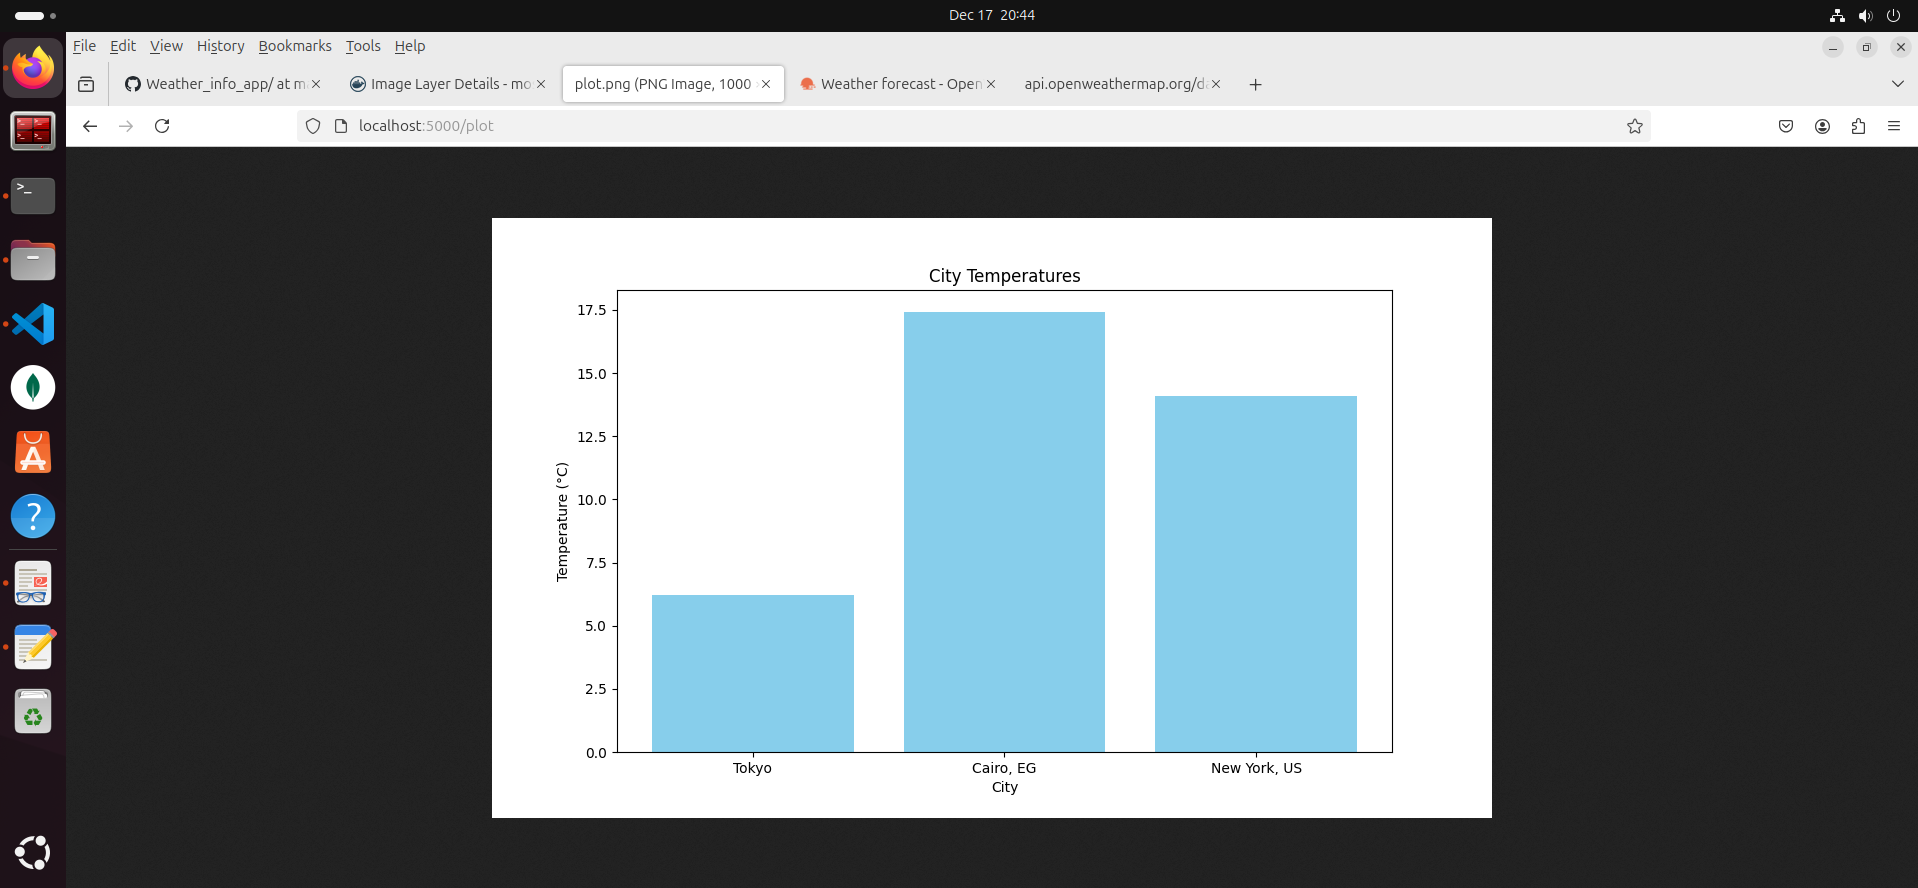 Dec 17 20:44
File Edit View History Bookmarks Tools Help
Weather_info_app/ at m
Image Layer Details - mo
plot.png (PNG Image, 1000
Weather forecast - Open
api.openweathermap.org/d
localhost:5000/plot
City Temperatures
17.5
15.0
12.5
10.0
7.5
5.0
2.5
0.0
Temperature (°C)
Tokyo
Cairo, EG
New York, US
City